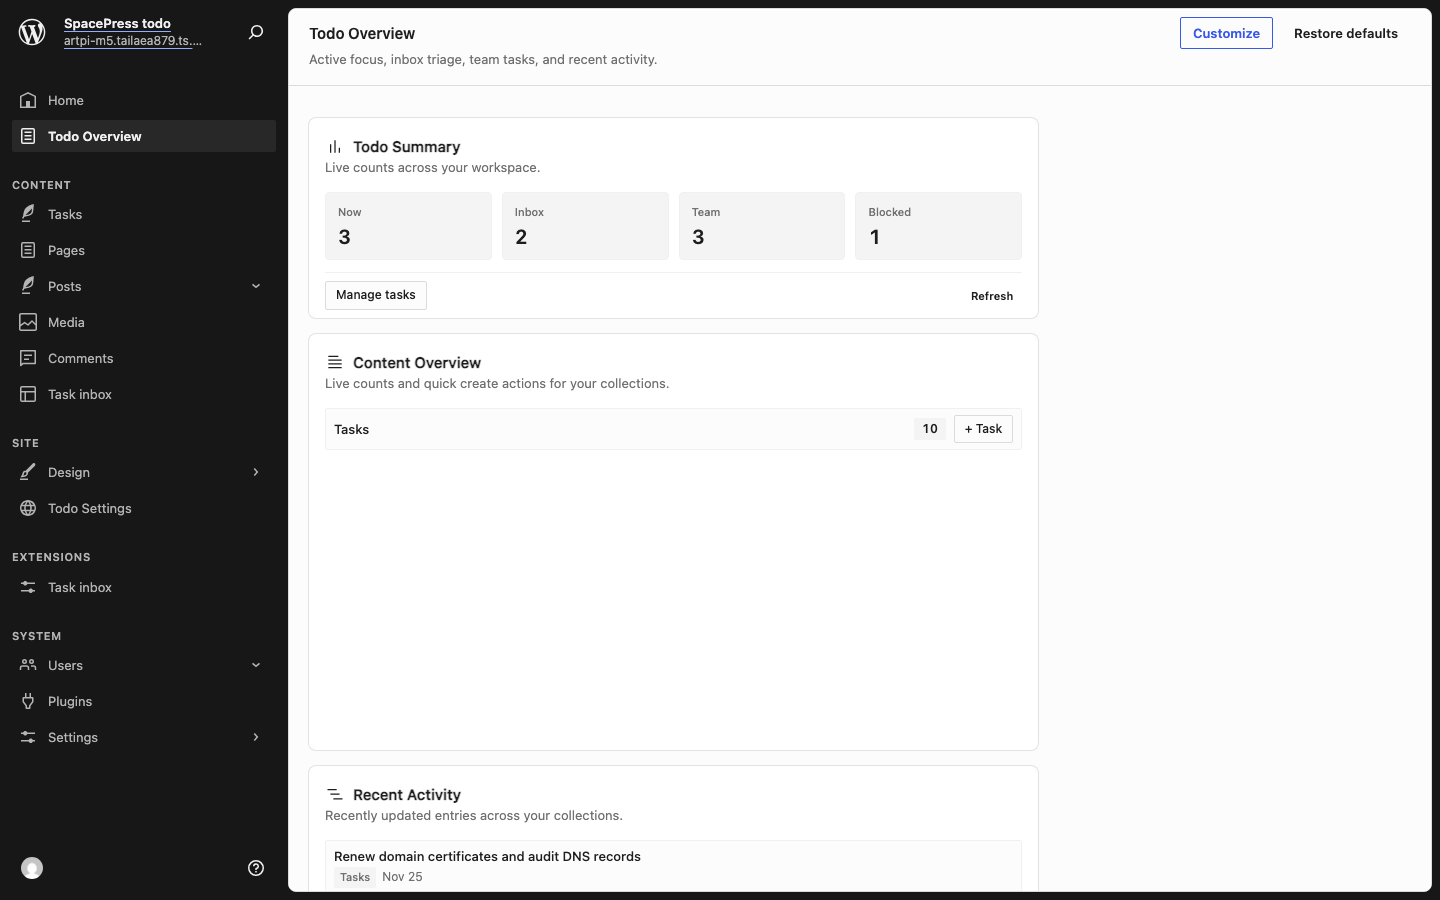 SpacePress todo
artpi-m5.tailaea879.ts....
Home
Todo Overview
CONTENT
Tasks
Pages
Posts
Media
Comments
Task inbox
SITE
Design
Todo Settings
EXTENSIONS
Task inbox
SYSTEM
Users
Plugins
Settings
Todo Overview
Active focus, inbox triage, team tasks, and recent activity.
Customize
Restore defaults
Todo Summary
Live counts across your workspace.
Now
3
Inbox
2
Team
3
Blocked
1
Manage tasks
Refresh
Content Overview
Live counts and quick create actions for your collections.
Tasks
10
+ Task
Recent Activity
Recently updated entries across your collections.
Renew domain certificates and audit DNS records
Tasks Nov 25